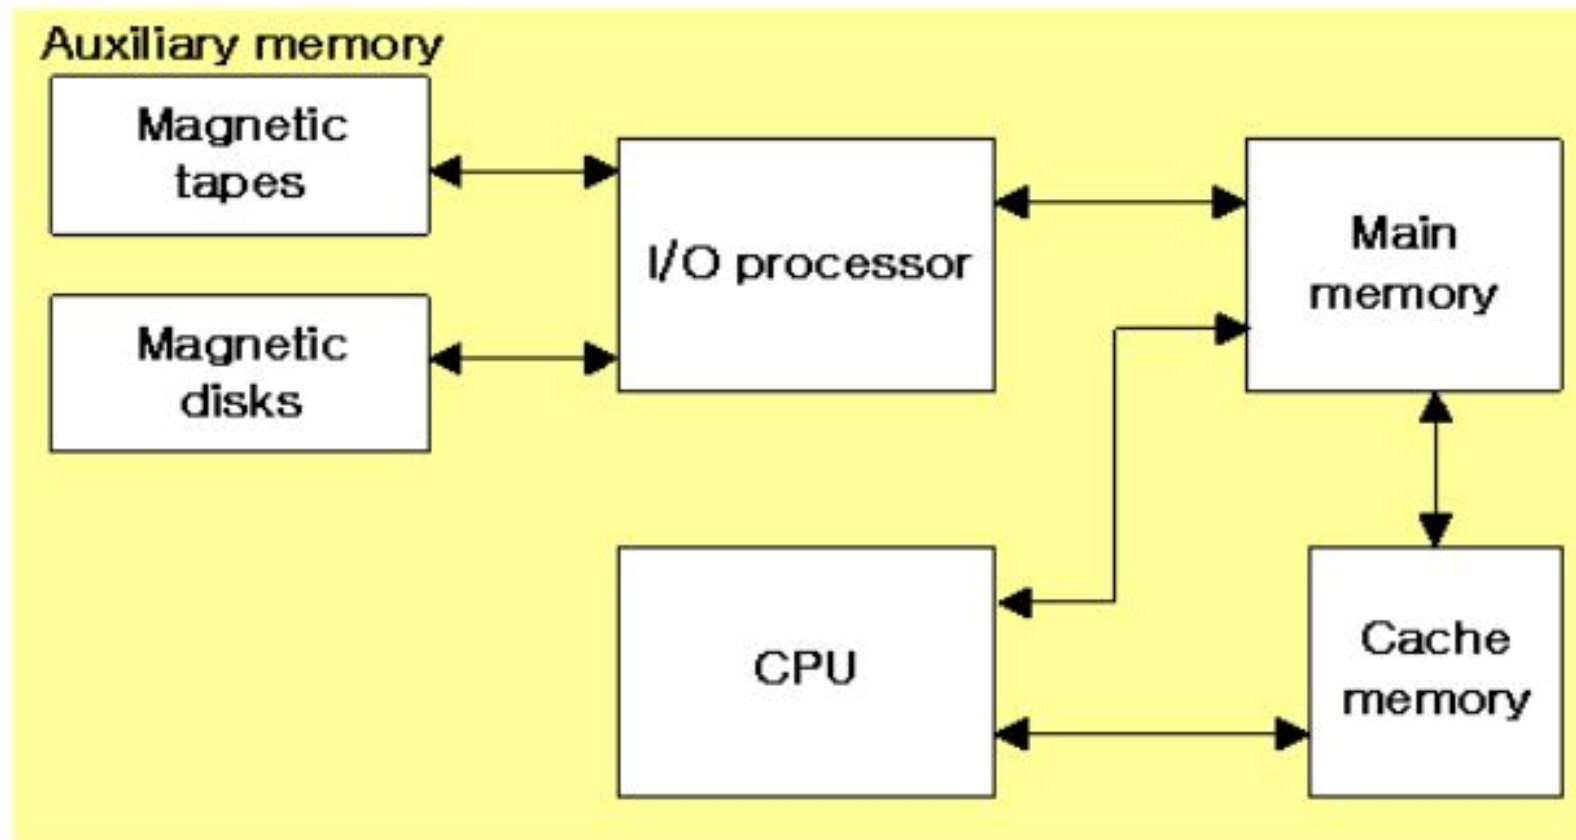 Auxiliary memory
Magnetic
tapes
Magnetic
disks
I/O processor
Main
memory
CPU
Cache
memory